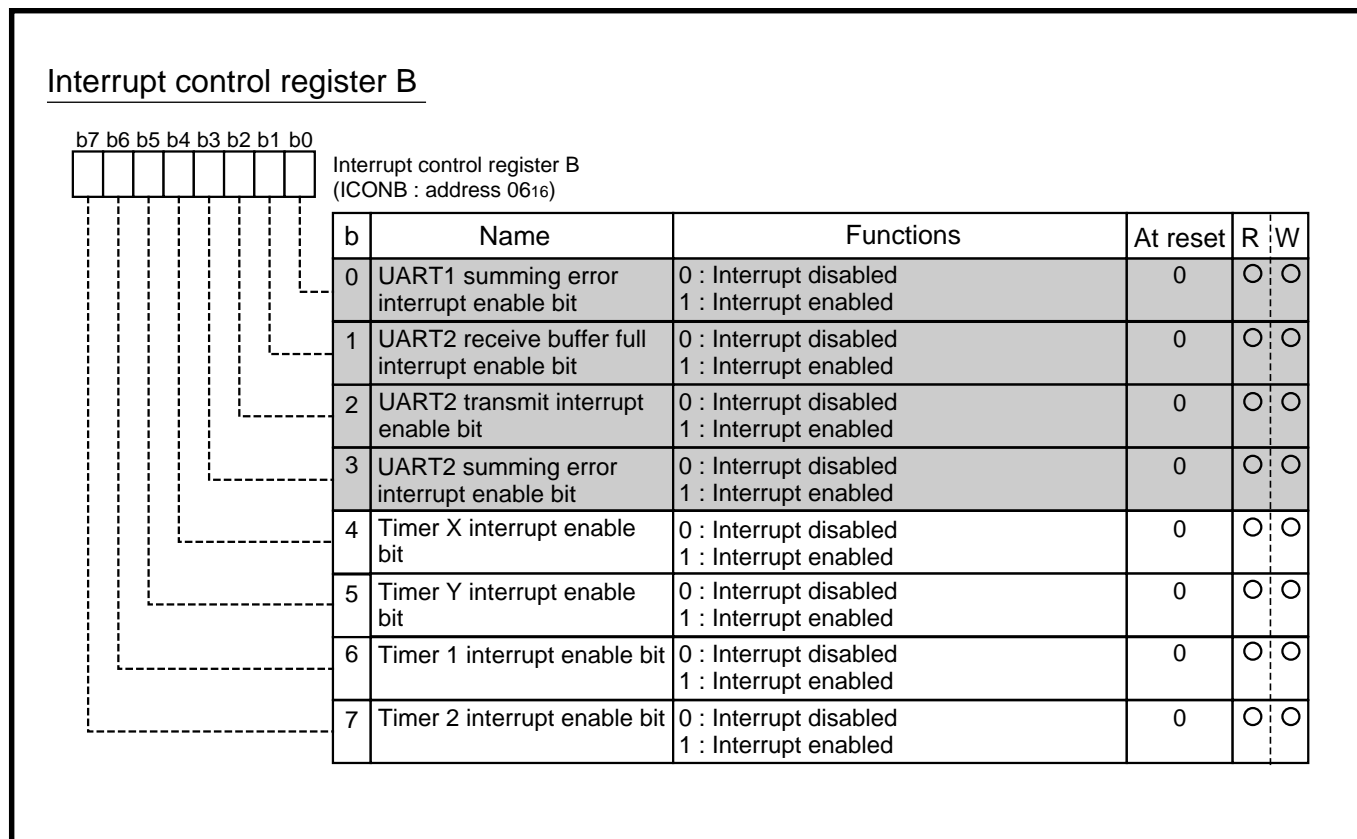 Interrupt control register B
b7 b6 b5 b4 b3 b2 b1 b0
Interrupt control register B
(ICONB : address 0616)
b Name Functions At reset R W
0 UART1 summing error 0 : Interrupt disabled 0 O O
interrupt enable bit 1 : Interrupt enabled
1 UART2 receive buffer full 0 : Interrupt disabled 0 O O
interrupt enable bit 1 : Interrupt enabled
2 UART2 transmit interrupt 0 : Interrupt disabled 0 O O
enable bit 1 : Interrupt enabled
3 UART2 summing error 0 : Interrupt disabled 0 O O
interrupt enable bit 1 : Interrupt enabled
4 Timer X interrupt enable 0 : Interrupt disabled 0 O O
bit 1 : Interrupt enabled
5 Timer Y interrupt enable 0 : Interrupt disabled 0 O O
bit 1 : Interrupt enabled
6 Timer 1 interrupt enable bit 0 : Interrupt disabled 0 O O
1 : Interrupt enabled
7 Timer 2 interrupt enable bit 0 : Interrupt disabled 0 O O
1 : Interrupt enabled